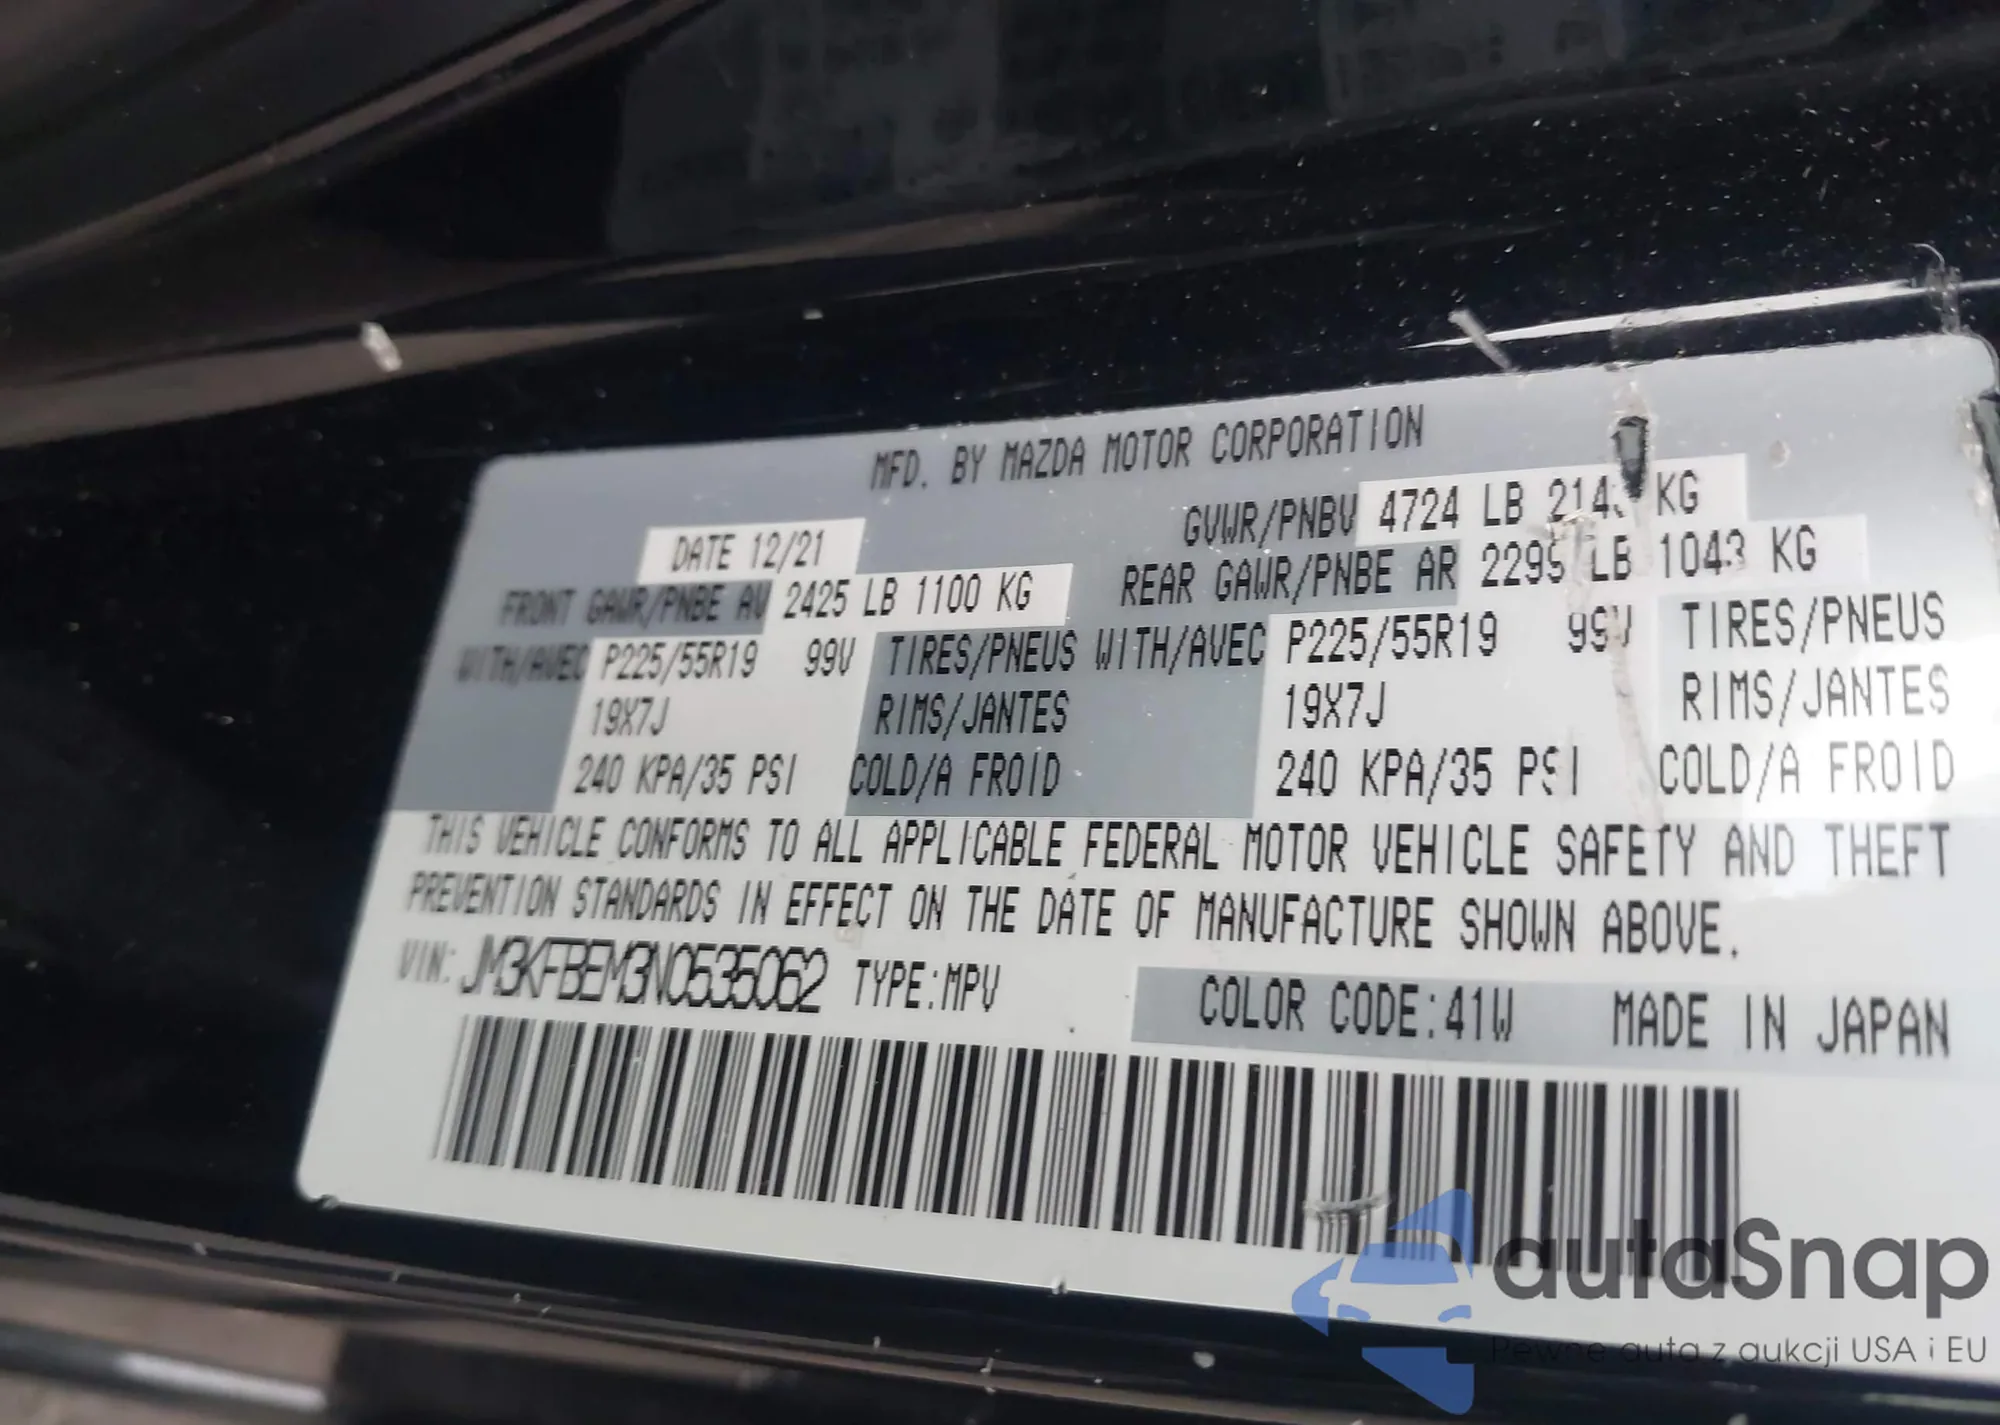 MFD. BY MAZDA MOTOR CORPORATION
DATE 12/21 GVWR/PNBV 4724 LB KG
FRONT GAWR/PNBE AV 2425 LB 1100 KG REAR GAWR/PNBE AR 2299 LB 1043 KG
WITH/AVEC P225/55R19 99V TIRES/PNEUS WITH/AVEC P225/55R19 99V TIRES/PNEUS
19X7J RIMS/JANTES 19X7J RIMS/JANTES
240 KPA/35 PSI COLD/A FROID 240 KPA/35 PSI COLD/A FROID
THIS VEHICLE CONFORMS TO ALL APPLICABLE FEDERAL MOTOR VEHICLE SAFETY AND THEFT
PREVENTION STANDARDS IN EFFECT ON THE DATE OF MANUFACTURE SHOWN ABOVE.
VIN: JM3KFBEM3N0535062 TYPE:MPV COLOR CODE:41W MADE IN JAPAN
autaSnap
Pewne auta z aukcji USA i EU